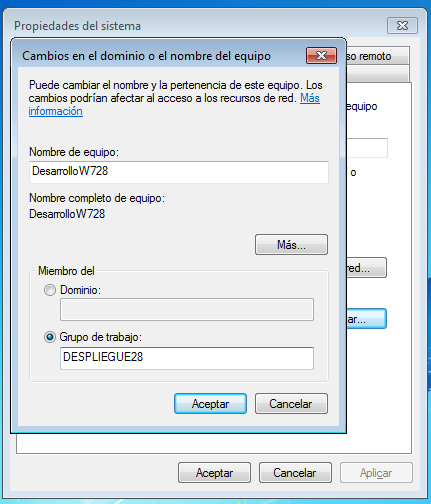 Propiedades del sistema
so remoto
Cambios en el dominio o el nombre del equipo
Puede cambiar el nombre y la pertenencia de este equipo. Los
cambios podrían afectar al acceso a los recursos de red. Más
información
equipo
Nombre de equipo:
DesarrolloW728
o
Nombre completo de equipo:
DesarrolloW728
Más...
red...
Miembro del
Dominio:
ar...
Grupo de trabajo:
DESPLIEGUE28
Aceptar
Cancelar
Aceptar
Cancelar
Aplicar